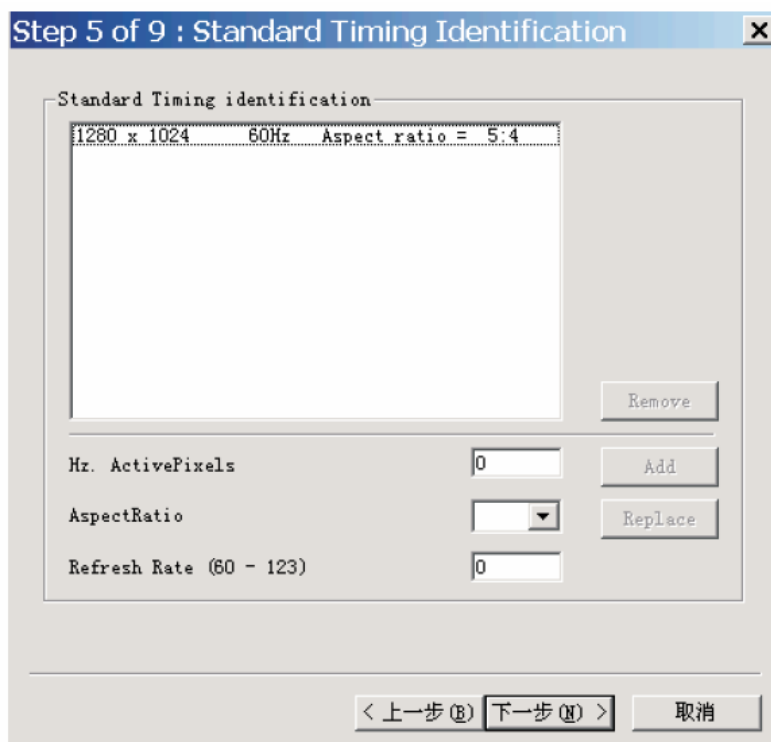 Step 5 of 9 : Standard Timing Identification
Standard Timing identification
1280 x 1024 60Hz Aspect ratio = 5:4
Remove
Hz. ActivePixels 0 Add
AspectRatio Replace
Refresh Rate (60 - 123) 0
< 上一步(B) 下一步(N) > 取消